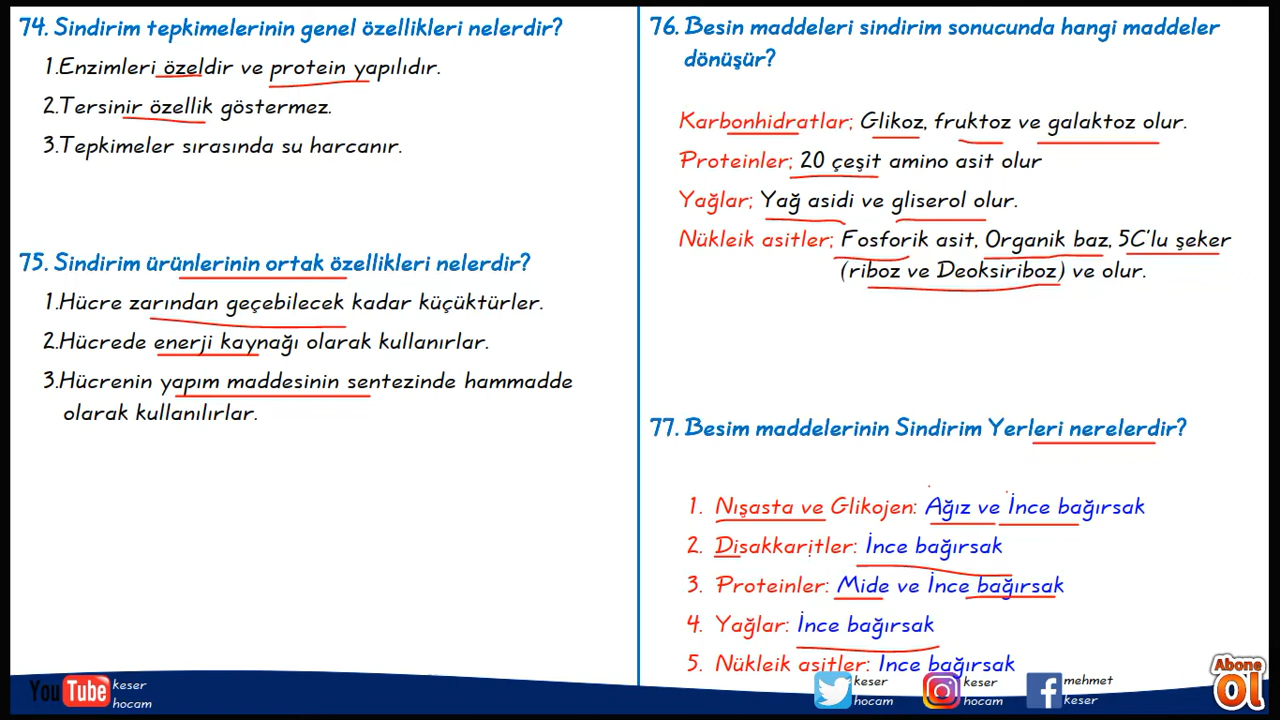 74. Sindirim tepkimelerinin genel özellikleri nelerdir?
1.Enzimleri özeldir ve protein yapılıdır.
2.Tersinir özellik göstermez.
3.Tepkimeler sırasında su harcanır.
75. Sindirim ürünlerinin ortak özellikleri nelerdir?
1.Hücre zarından geçebilecek kadar küçüktürler.
2.Hücrede enerji kaynağı olarak kullanırlar.
3.Hücrenin yapım maddesinin sentezinde hammadde
olarak kullanılırlar.
76. Besin maddeleri sindirim sonucunda hangi maddeler
dönüşür?
Karbonhidratlar; Glikoz, fruktoz ve galaktoz olur.
Proteinler; 20 çeşit amino asit olur
Yağlar; Yağ asidi ve gliserol olur.
Nükleik asitler; Fosforik asit, Organik baz, 5C'lu şeker
(riboz ve Deoksiriboz) ve olur.
77. Besim maddelerinin Sindirim Yerleri nerelerdir?
1. Nışasta ve Glikojen: Ağız ve İnce bağırsak
2. Disakkaritler: İnce bağırsak
3. Proteinler: Mide ve İnce bağırsak
4. Yağlar: İnce bağırsak
5. Nükleik asitler: İnce bağırsak
YouTube keser
hocam
keser
hocam
keser
hocam
mehmet
keser
Abone
ol